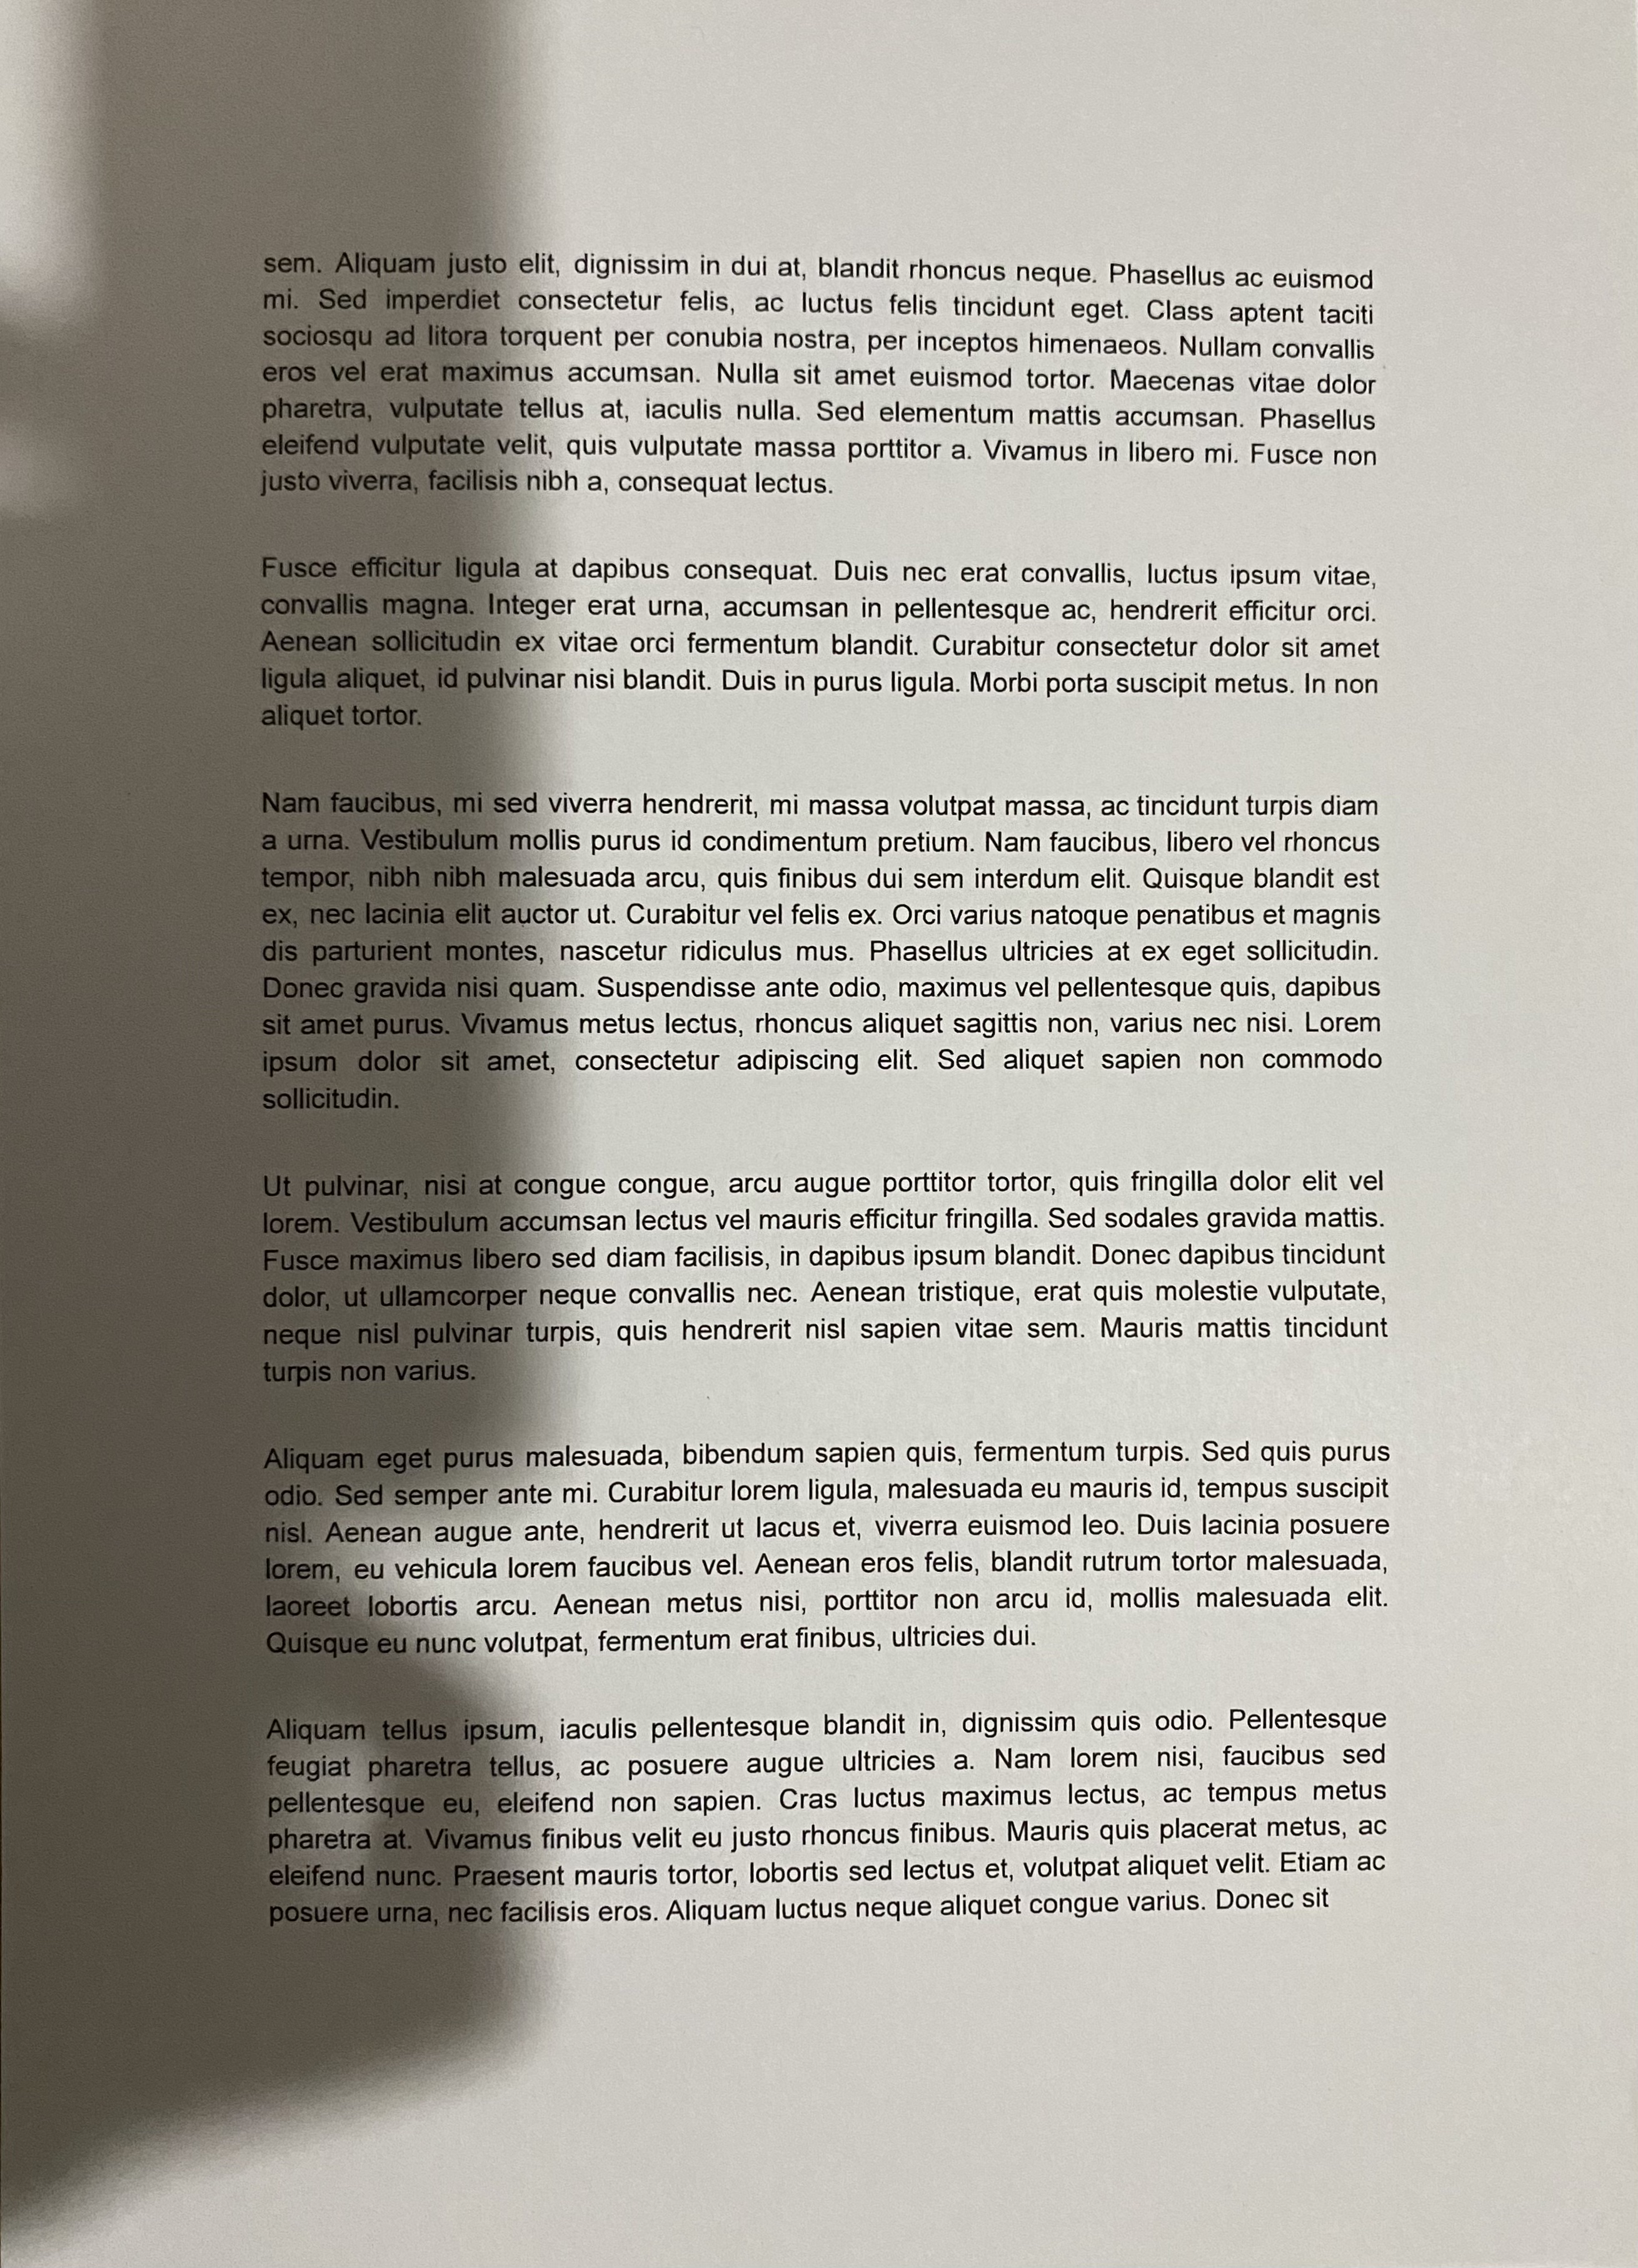 sem. Aliquam justo elit, dignissim in dui at, blandit rhoncus neque. Phasellus ac euismod
mi. Sed imperdiet consectetur felis, ac luctus felis tincidunt eget. Class aptent taciti
sociosqu ad litora torquent per conubia nostra, per inceptos himenaeos. Nullam convallis
eros vel erat maximus accumsan. Nulla sit amet euismod tortor. Maecenas vitae dolor
pharetra, vulputate tellus at, iaculis nulla. Sed elementum mattis accumsan. Phasellus
eleifend vulputate velit, quis vulputate massa porttitor a. Vivamus in libero mi. Fusce non
justo viverra, facilisis nibh a, consequat lectus.
Fusce efficitur ligula at dapibus consequat. Duis nec erat convallis, luctus ipsum vitae,
convallis magna. Integer erat urna, accumsan in pellentesque ac, hendrerit efficitur orci.
Aenean sollicitudin ex vitae orci fermentum blandit. Curabitur consectetur dolor sit amet
ligula aliquet, id pulvinar nisi blandit. Duis in purus ligula. Morbi porta suscipit metus. In non
aliquet tortor.
Nam faucibus, mi sed viverra hendrerit, mi massa volutpat massa, ac tincidunt turpis diam
a urna. Vestibulum mollis purus id condimentum pretium. Nam faucibus, libero vel rhoncus
tempor, nibh nibh malesuada arcu, quis finibus dui sem interdum elit. Quisque blandit est
ex, nec lacinia elit auctor ut. Curabitur vel felis ex. Orci varius natoque penatibus et magnis
dis parturient montes, nascetur ridiculus mus. Phasellus ultricies at ex eget sollicitudin.
Donec gravida nisi quam. Suspendisse ante odio, maximus vel pellentesque quis, dapibus
sit amet purus. Vivamus metus lectus, rhoncus aliquet sagittis non, varius nec nisi. Lorem
ipsum dolor sit amet, consectetur adipiscing elit. Sed aliquet sapien non commodo
sollicitudin.
Ut pulvinar, nisi at congue congue, arcu augue porttitor tortor, quis fringilla dolor elit vel
lorem. Vestibulum accumsan lectus vel mauris efficitur fringilla. Sed sodales gravida mattis.
Fusce maximus libero sed diam facilisis, in dapibus ipsum blandit. Donec dapibus tincidunt
dolor, ut ullamcorper neque convallis nec. Aenean tristique, erat quis molestie vulputate,
neque nisl pulvinar turpis, quis hendrerit nisl sapien vitae sem. Mauris mattis tincidunt
turpis non varius.
Aliquam eget purus malesuada, bibendum sapien quis, fermentum turpis. Sed quis purus
odio. Sed semper ante mi. Curabitur lorem ligula, malesuada eu mauris id, tempus suscipit
nisl. Aenean augue ante, hendrerit ut lacus et, viverra euismod leo. Duis lacinia posuere
lorem, eu vehicula lorem faucibus vel. Aenean eros felis, blandit rutrum tortor malesuada,
laoreet lobortis arcu. Aenean metus nisi, porttitor non arcu id, mollis malesuada elit.
Quisque eu nunc volutpat, fermentum erat finibus, ultricies dui.
Aliquam tellus ipsum, iaculis pellentesque blandit in, dignissim quis odio. Pellentesque
feugiat pharetra tellus, ac posuere augue ultricies a. Nam lorem nisi, faucibus sed
pellentesque eu, eleifend non sapien. Cras luctus maximus lectus, ac tempus metus
pharetra at. Vivamus finibus velit eu justo rhoncus finibus. Mauris quis placerat metus, ac
eleifend nunc. Praesent mauris tortor, lobortis sed lectus et, volutpat aliquet velit. Etiam ac
posuere urna, nec facilisis eros. Aliquam luctus neque aliquet congue varius. Donec sit